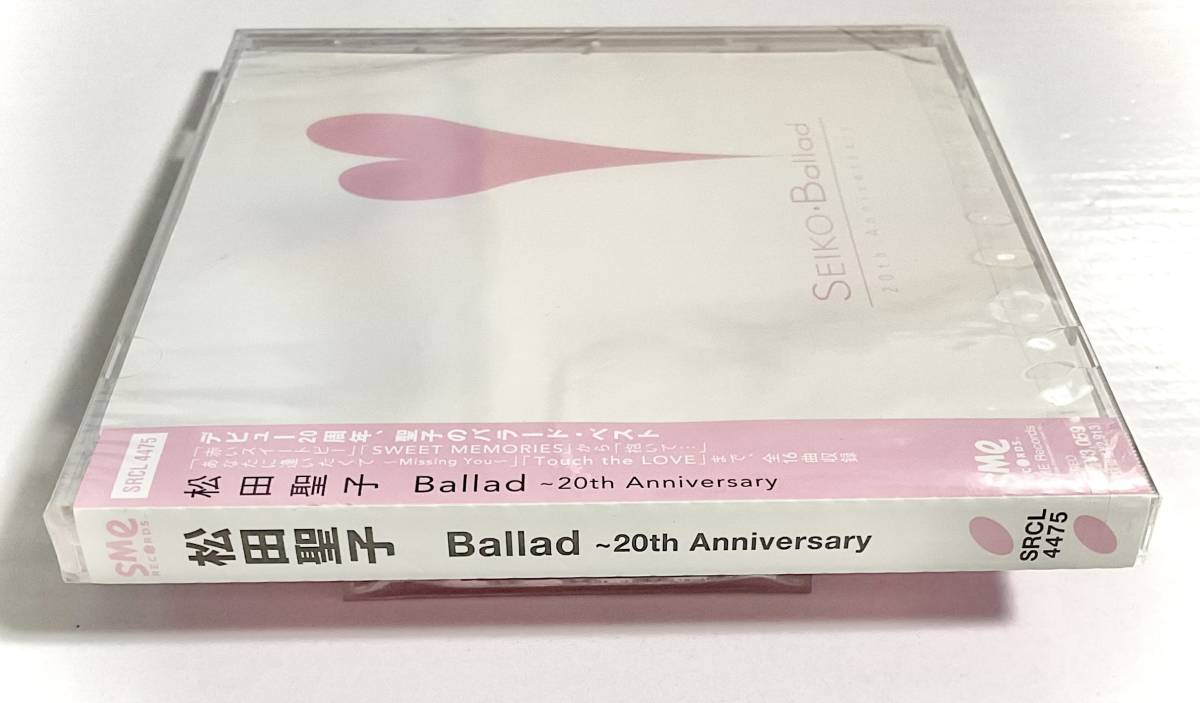 SEIKO・Ballad
20th Anniversary
SRCL 4475
デビュー20周年、聖子のバラード・ベスト
「赤いスイートピー」「SWEET MEMORIES」から「抱いて…」
「あなたに逢いたくて 〜Missing You〜」「Touch the LOVE」まで、全16曲収録
松田聖子 Ballad ~20th Anniversary
SMe
RECORDS
Records
SMe
RECORDS
松田聖子 Ballad ~20th Anniversary
SRCL
4475